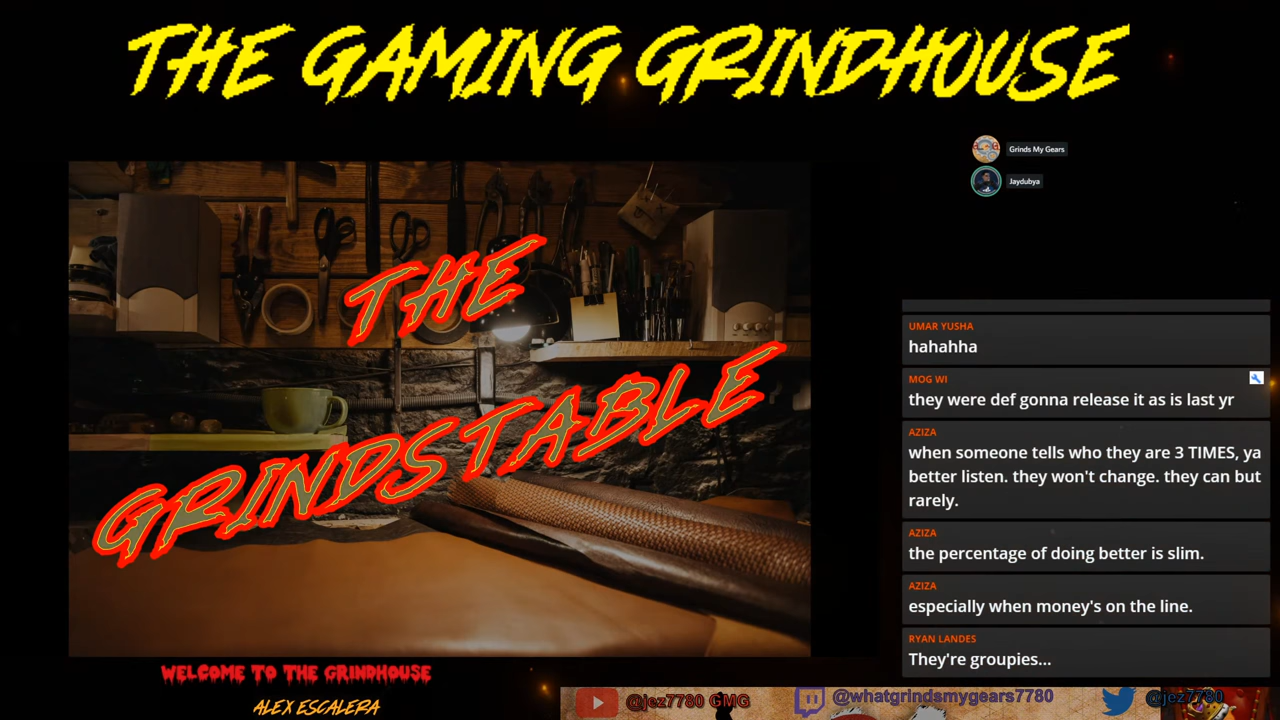 THE GAMING GRINDHOUSE
Grinds My Gears
Jaydubya
THE
GRINDSTABLE
UMAR YUSHA
hahahha
MOG WI
they were def gonna release it as is last yr
AZIZA
when someone tells who they are 3 TIMES, ya
better listen. they won't change. they can but
rarely.
AZIZA
the percentage of doing better is slim.
AZIZA
especially when money's on the line.
RYAN LANDES
They're groupies...
WELCOME TO THE GRINDHOUSE
ALEX ESCALERA
@jez7780 GMG
@whatgrindsmygears7780
@jez7780